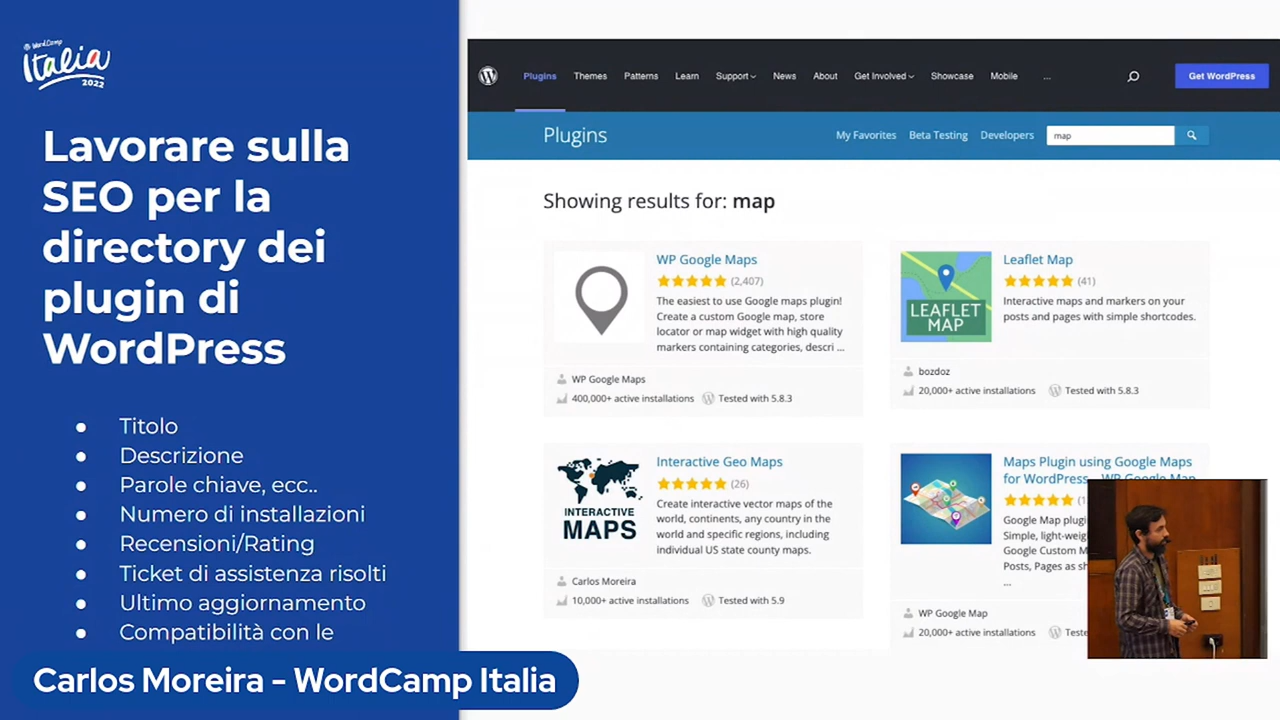 WordCamp
Italia
2022
Lavorare sulla
SEO per la
directory dei
plugin di
WordPress
● Titolo
● Descrizione
● Parole chiave, ecc..
● Numero di installazioni
● Recensioni/Rating
● Ticket di assistenza risolti
● Ultimo aggiornamento
● Compatibilità con le
Carlos Moreira - WordCamp Italia
Plugins Themes Patterns Learn Support News About Get Involved Showcase Mobile ... Get WordPress
Plugins My Favorites Beta Testing Developers map
Showing results for: map
WP Google Maps
(2,407)
The easiest to use Google maps plugin!
Create a custom Google map, store
locator or map widget with high quality
markers containing categories, descri ...
WP Google Maps
400,000+ active installations Tested with 5.8.3
LEAFLET
MAP
Leaflet Map
(41)
Interactive maps and markers on your
posts and pages with simple shortcodes.
bozdoz
20,000+ active installations Tested with 5.8.3
INTERACTIVE
MAPS
Interactive Geo Maps
(26)
Create interactive vector maps of the
world, continents, any country in the
world and specific regions, including
individual US state county maps.
Carlos Moreira
10,000+ active installations Tested with 5.9
Maps Plugin using Google Maps
for WordPress – WP Google Map
Google Map plugi
Simple, light-weig
Google Custom M
Posts, Pages as sh
...
WP Google Map
20,000+ active installations Teste